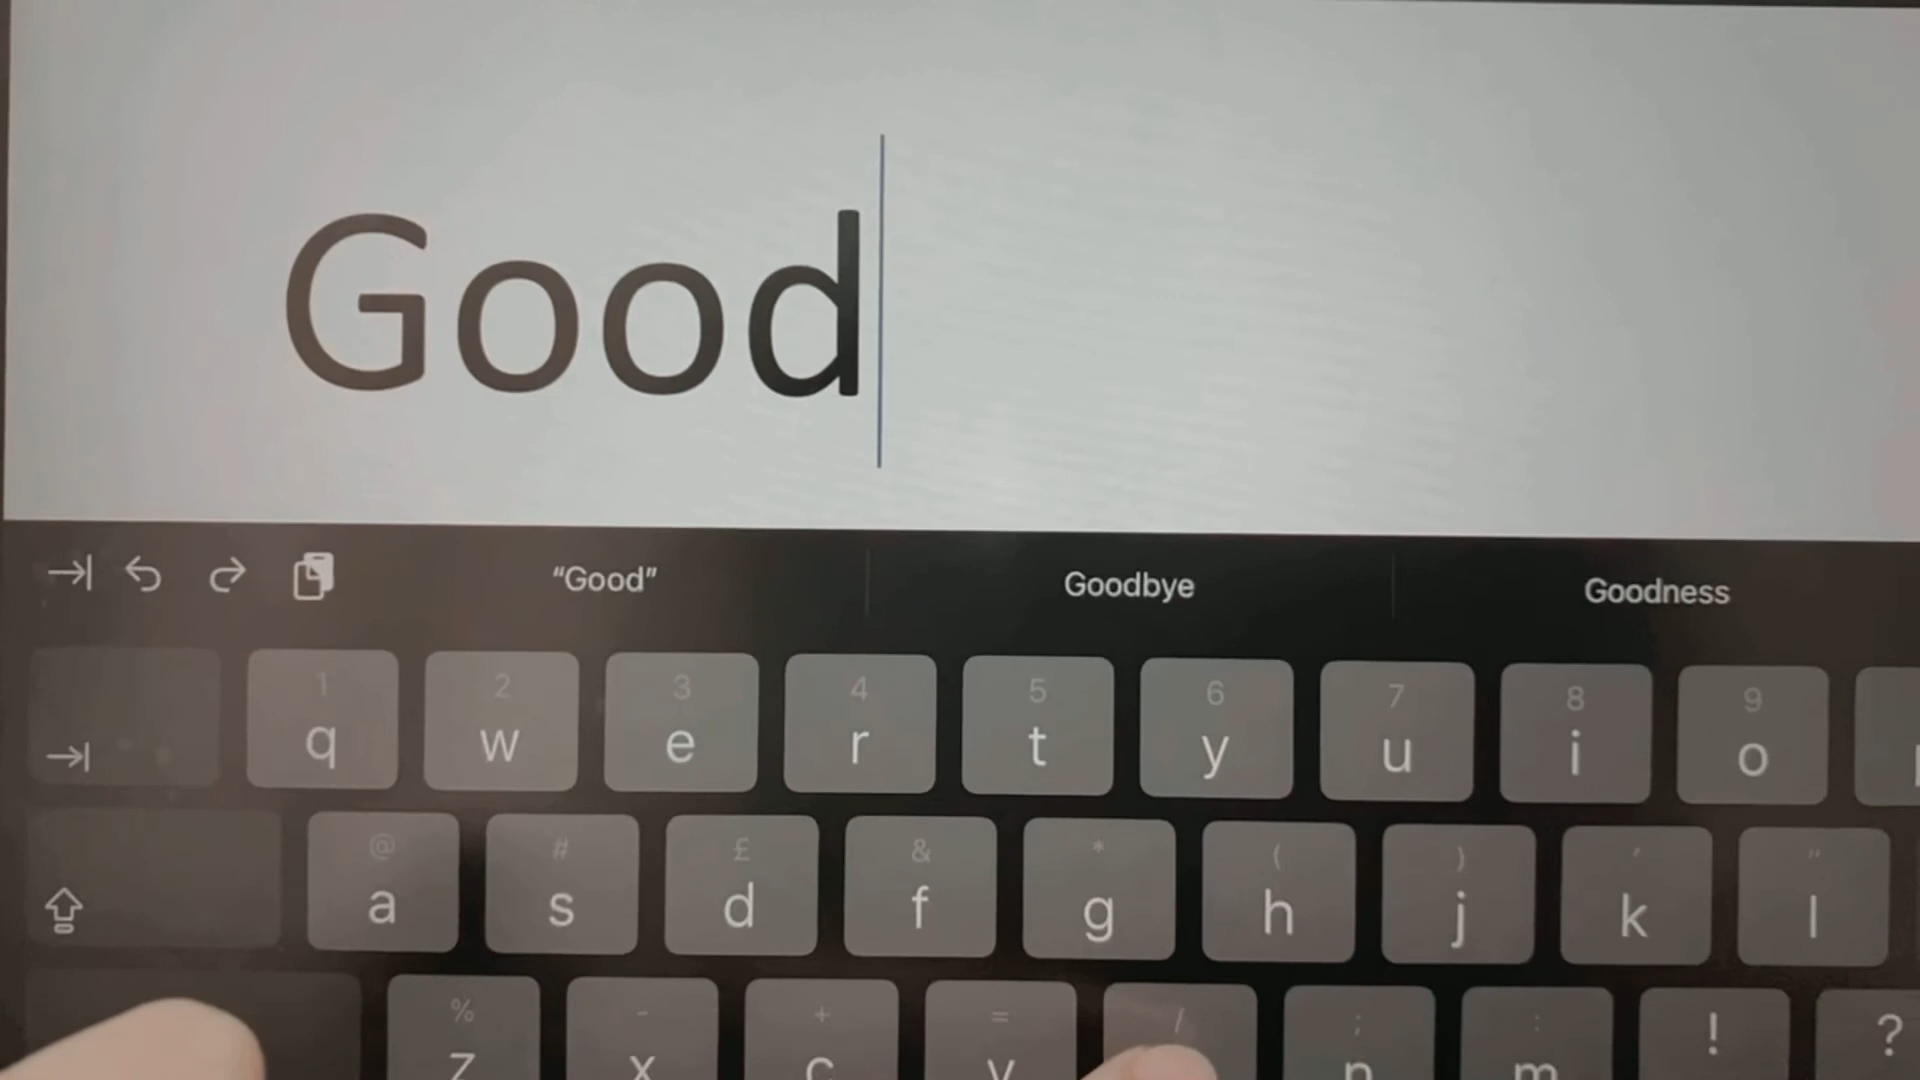 Good
“Good” Goodbye Goodness
1 2 3 4 5 6 7 8 9
q w e r t y u i o
@ # £ & * ( ) ' "
a s d f g h j k l
% - + = / ; : ! ?
z x c v n m